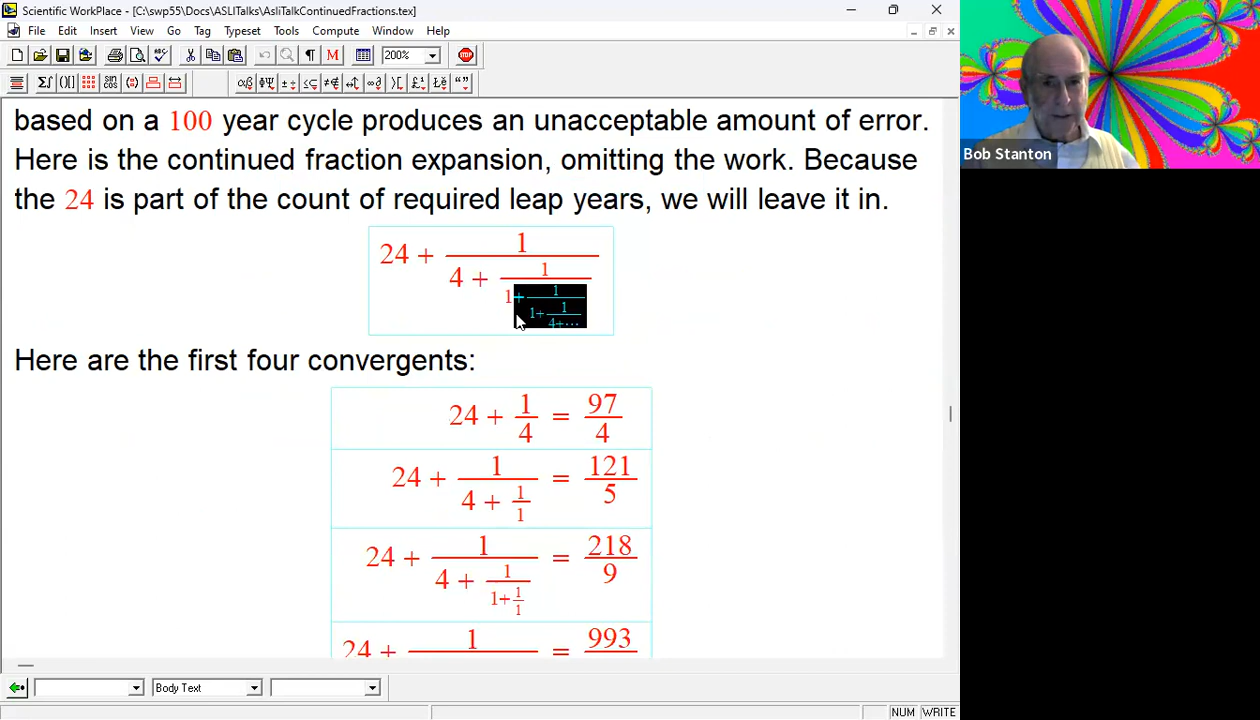 Scientific WorkPlace - [C:\swp55\Docs\ASLITalks\AsliTalkContinuedFractions.tex]
File Edit Insert View Go Tag Typeset Tools Compute Window Help
200%
STOP
based on a 100 year cycle produces an unacceptable amount of error.
Here is the continued fraction expansion, omitting the work. Because
the 24 is part of the count of required leap years, we will leave it in.
24 + 1
4 + 1
1+ 1
1+ 1
4+⋯
Here are the first four convergents:
24 + 1/4 = 97/4
24 + 1/(4 + 1/1) = 121/5
24 + 1/(4 + 1/(1+1/1)) = 218/9
24 + 1 = 993
Body Text
NUM WRITE
Bob Stanton